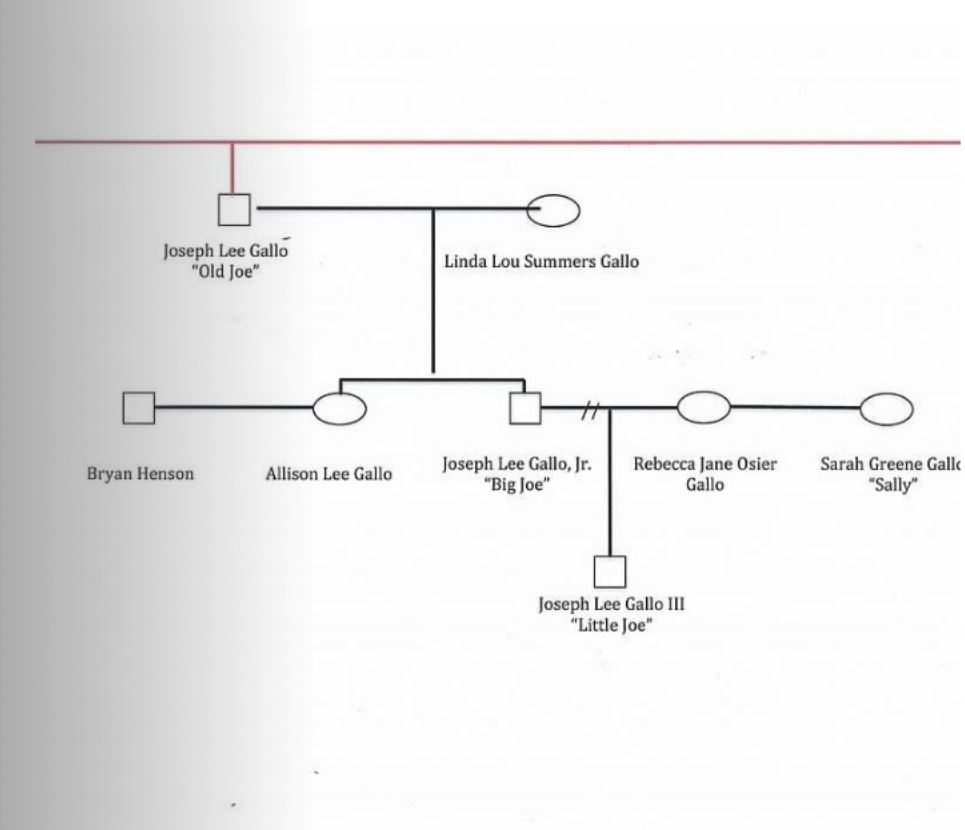 Joseph Lee Gallo
"Old Joe"
Linda Lou Summers Gallo
Bryan Henson
Allison Lee Gallo
Joseph Lee Gallo, Jr.
"Big Joe"
Rebecca Jane Osier
Gallo
Sarah Greene Gallo
"Sally"
Joseph Lee Gallo III
"Little Joe"